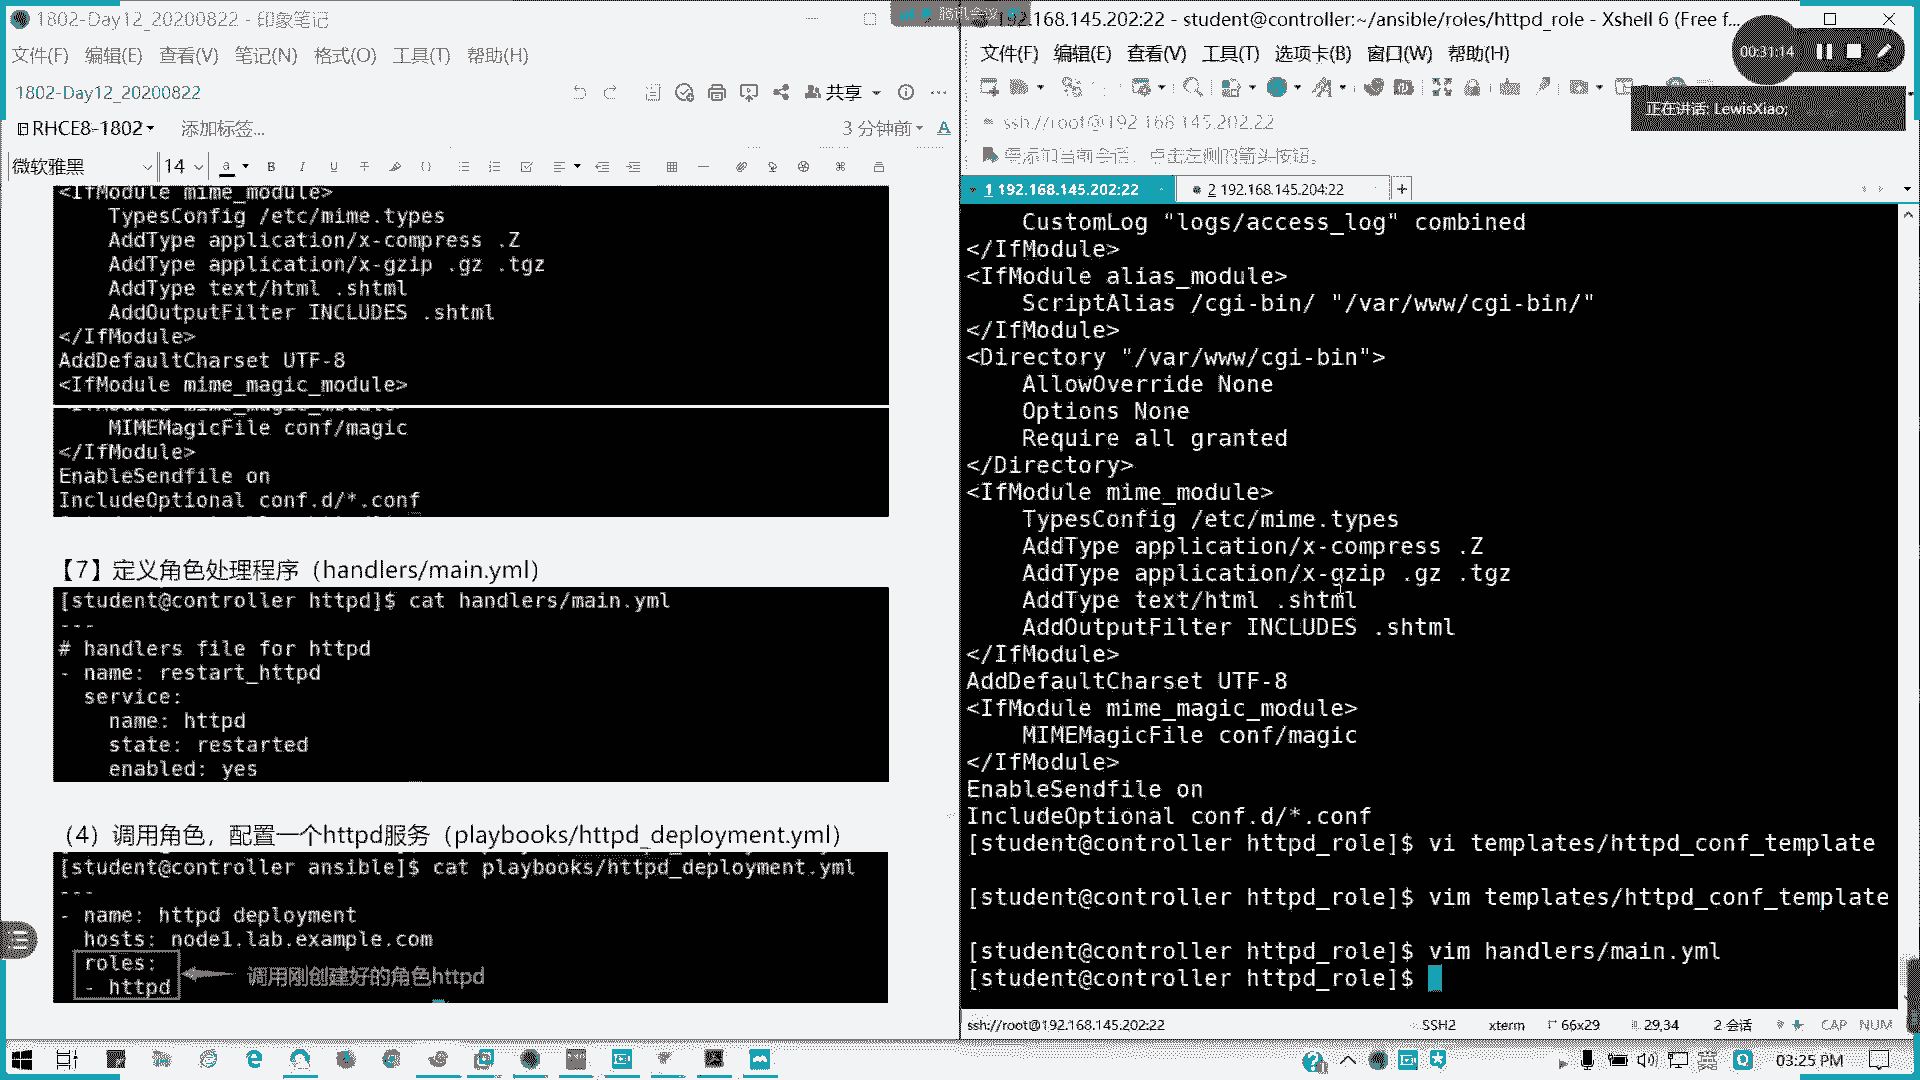 1802-Day12_20200822 - 印象笔记
文件(F) 编辑(E) 查看(V) 笔记(N) 格式(O) 工具(T) 帮助(H)
1802-Day12_20200822
共享
RHCE8-1802
添加标签...
3 分钟前
微软雅黑
14
<IfModule mime_module>
    TypesConfig /etc/mime.types
    AddType application/x-compress .Z
    AddType application/x-gzip .gz .tgz
    AddType text/html .shtml
    AddOutputFilter INCLUDES .shtml
</IfModule>
AddDefaultCharset UTF-8
<IfModule mime_magic_module>
    MIMEMagicFile conf/magic
</IfModule>
EnableSendfile on
IncludeOptional conf.d/*.conf
【7】定义角色处理程序（handlers/main.yml）
[student@controller httpd]$ cat handlers/main.yml
---
# handlers file for httpd
- name: restart_httpd
  service:
    name: httpd
    state: restarted
    enabled: yes
（4）调用角色，配置一个httpd服务（playbooks/httpd_deployment.yml）
[student@controller ansible]$ cat playbooks/httpd_deployment.yml
---
- name: httpd deployment
  hosts: node1.lab.example.com
  roles:
  - httpd
调用刚创建好的角色httpd
腾讯会议
192.168.145.202:22 - student@controller:~/ansible/roles/httpd_role - Xshell 6 (Free f...
文件(F) 编辑(E) 查看(V) 工具(T) 选项卡(B) 窗口(W) 帮助(H)
00:31:14
正在讲话: LewisXiao;
ssh://root@192.168.145.202:22
要添加当前会话，点击左侧的箭头按钮。
1 192.168.145.202:22
2 192.168.145.204:22
    CustomLog "logs/access_log" combined
</IfModule>
<IfModule alias_module>
    ScriptAlias /cgi-bin/ "/var/www/cgi-bin/"
</IfModule>
<Directory "/var/www/cgi-bin">
    AllowOverride None
    Options None
    Require all granted
</Directory>
<IfModule mime_module>
    TypesConfig /etc/mime.types
    AddType application/x-compress .Z
    AddType application/x-gzip .gz .tgz
    AddType text/html .shtml
    AddOutputFilter INCLUDES .shtml
</IfModule>
AddDefaultCharset UTF-8
<IfModule mime_magic_module>
    MIMEMagicFile conf/magic
</IfModule>
EnableSendfile on
IncludeOptional conf.d/*.conf
[student@controller httpd_role]$ vi templates/httpd_conf_template
[student@controller httpd_role]$ vim templates/httpd_conf_template
[student@controller httpd_role]$ vim handlers/main.yml
[student@controller httpd_role]$
ssh://root@192.168.145.202:22
SSH2
xterm
66x29
29,34
2 会话
CAP NUM
英
03:25 PM